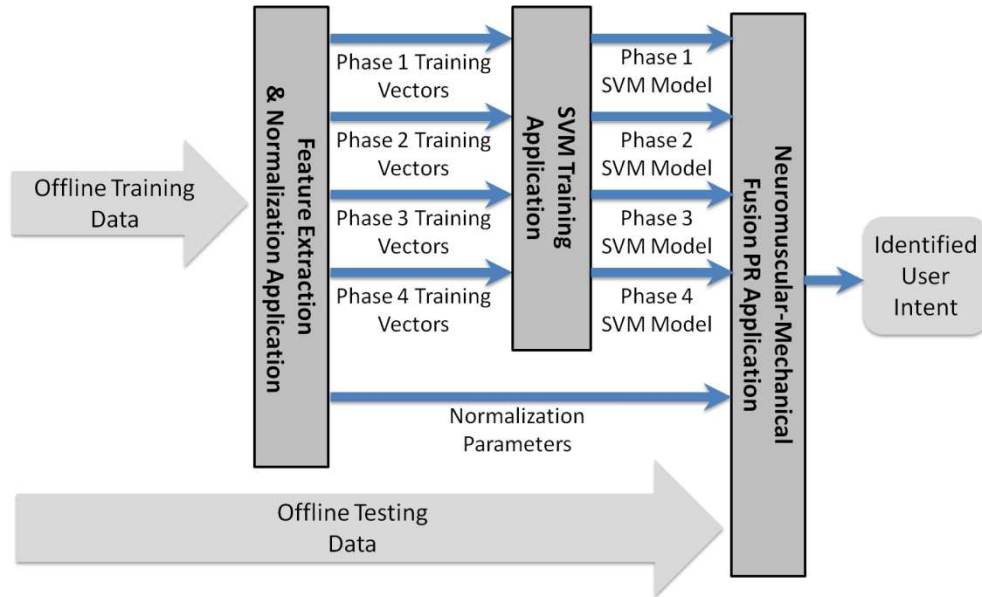 Offline Training
Data
Feature Extraction
& Normalization Application
Phase 1 Training
Vectors
Phase 2 Training
Vectors
Phase 3 Training
Vectors
Phase 4 Training
Vectors
SVM Training
Application
Phase 1
SVM Model
Phase 2
SVM Model
Phase 3
SVM Model
Phase 4
SVM Model
Normalization
Parameters
Neuromuscular-Mechanical
Fusion PR Application
Identified
User
Intent
Offline Testing
Data